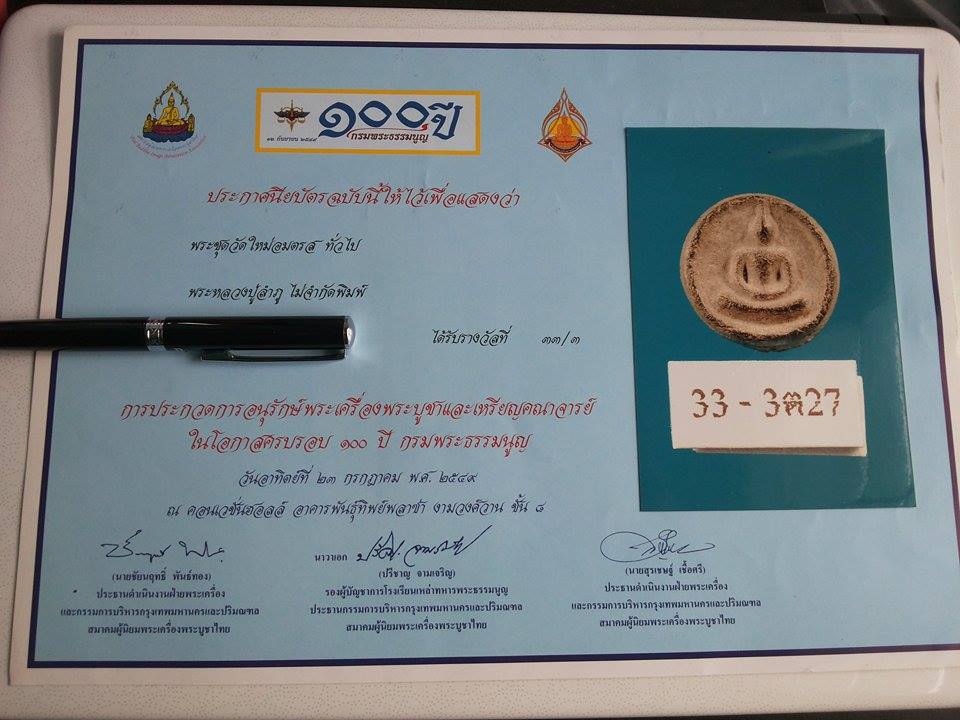 ๑๐๐ปี
๑๒ กันยายน ๒๕๔๙
กรมพระธรรมนูญ
ประกาศนียบัตรฉบับนี้ให้ไว้เพื่อแสดงว่า
พระชุดวัดใหม่อมตรส ทั่วไป
พระหลวงปู่ลำภู ไม่จำกัดพิมพ์
ได้รับรางวัลที่ ๓๓/๓
33 - 3ฅ27
การประกวดการอนุรักษ์พระเครื่องพระบูชาและเหรียญคณาจารย์
ในโอกาสครบรอบ ๑๐๐ ปี กรมพระธรรมนูญ
วันอาทิตย์ที่ ๒๓ กรกฎาคม พ.ศ. ๒๕๔๙
ณ คอนเวชั่นฮอลล์ อาคารพันธุ์ทิพย์พลาซ่า งามวงศ์วาน ชั้น ๘
(นายชัยนฤทธิ์ พันธ์ทอง)
ประธานดำเนินงานฝ่ายพระเครื่อง
และกรรมการบริหารกรุงเทพมหานครและปริมณฑล
สมาคมผู้นิยมพระเครื่องพระบูชาไทย
นาวาเอก
(ปรีชาญ จามเจริญ)
รองผู้บัญชาการโรงเรียนเหล่าทหารพระธรรมนูญ
ประธานกรรมการบริหารกรุงเทพมหานครและปริมณฑล
สมาคมผู้นิยมพระเครื่องพระบูชาไทย
(นายสุรเชษฐ์ เชื้อศรี)
ประธานดำเนินงานฝ่ายพระเครื่อง
และกรรมการบริหารกรุงเทพมหานครและปริมณฑล
สมาคมผู้นิยมพระเครื่องพระบูชาไทย